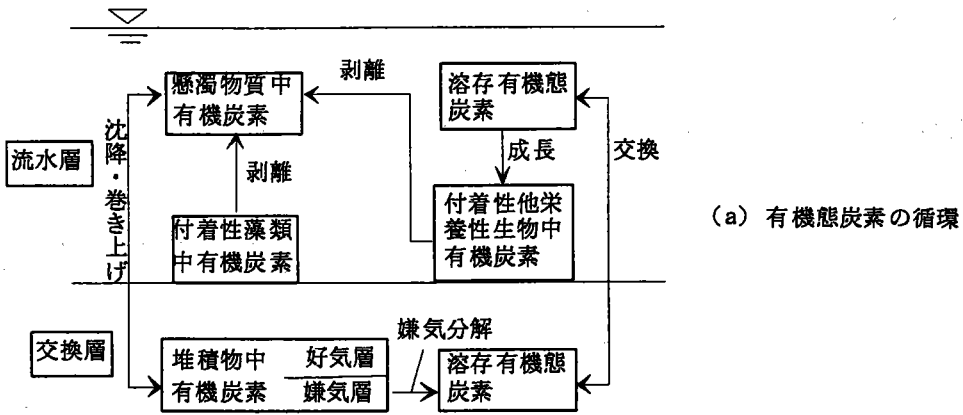 剥離
懸濁物質中
有機炭素
溶存有機態
炭素
沈降・巻き上げ
流水層
剥離
成長
交換
付着性藻類
中有機炭素
付着性他栄
養性生物中
有機炭素
(a) 有機態炭素の循環
交換層
堆積物中
有機炭素
好気層
嫌気層
嫌気分解
溶存有機態
炭素